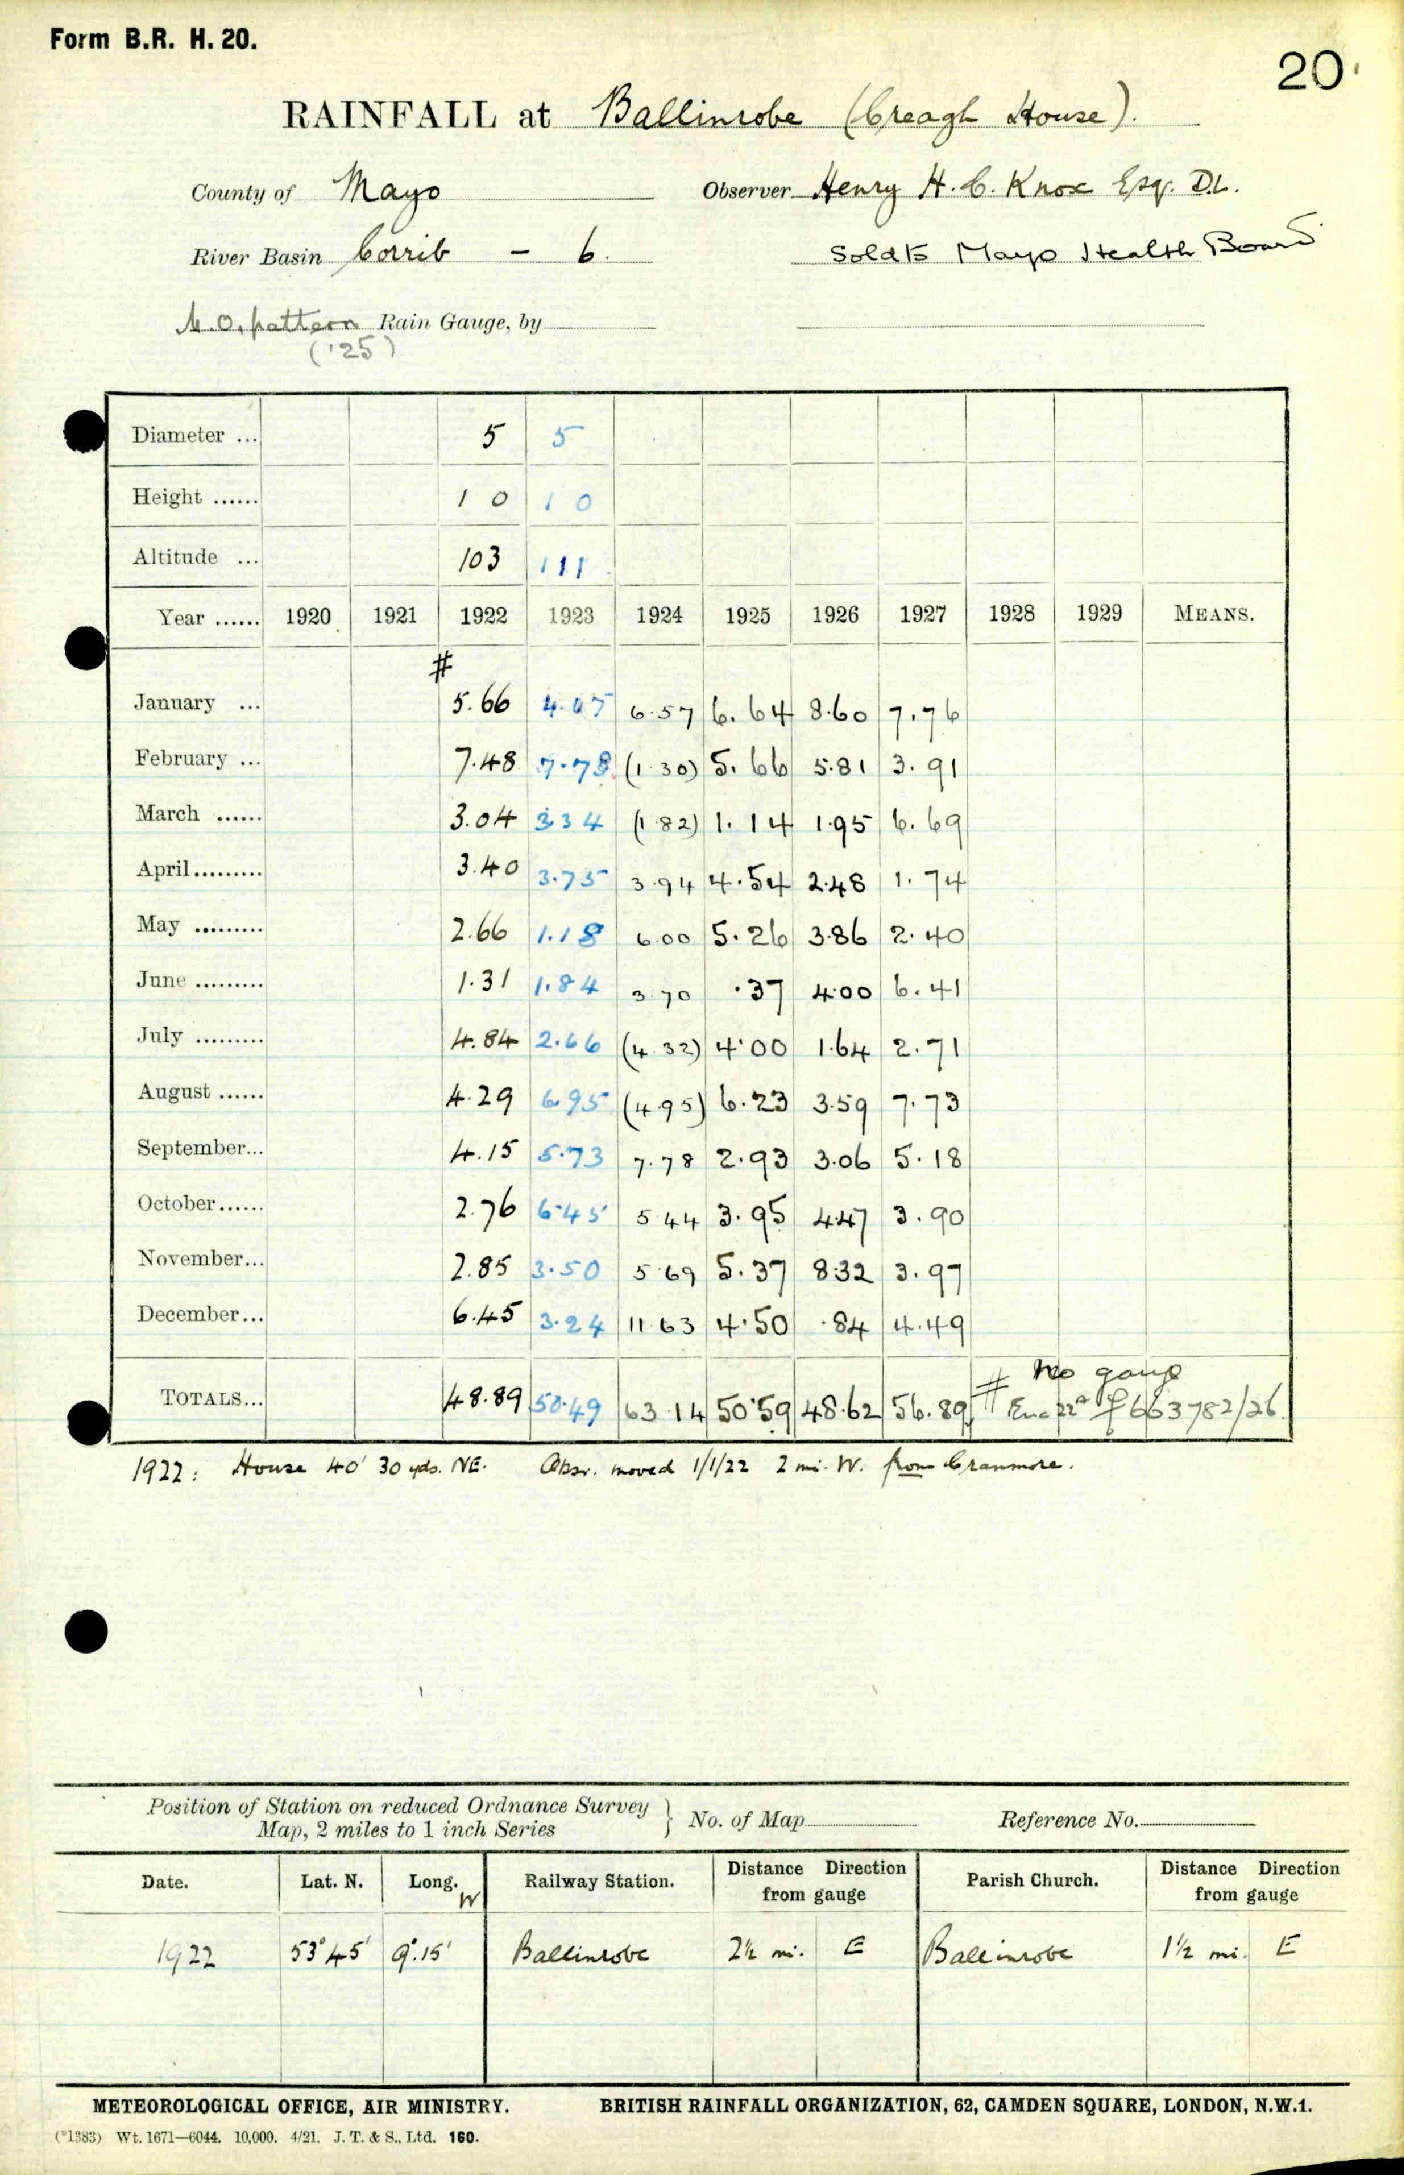 Form B.R. H. 20.
20
RAINFALL at Ballinrobe (Creagh House).
County of Mayo Observer Henry H. C. Knox Esq. D.L.
River Basin Corrib - 6. Sold to Mayo Health Board
M.O. pattern Rain Gauge, by
('25)
Diameter ... 5 5
Height ...... 1 0 1 0
Altitude ... 103 111
Year ...... 1920 1921 1922 1923 1924 1925 1926 1927 1928 1929 MEANS.
#
January ... 5.66 4.07 6.57 6.64 8.60 7.76
February ... 7.48 7.78 (1.30) 5.66 5.81 3.91
March ...... 3.04 3.34 (1.82) 1.14 1.95 6.69
April......... 3.40 3.75 3.94 4.54 2.48 1.74
May ......... 2.66 1.18 6.00 5.26 3.86 2.40
June ......... 1.31 1.84 3.70 .37 4.00 6.41
July ......... 4.84 2.66 (4.32) 4.00 1.64 2.71
August ...... 4.29 6.95 (4.95) 6.23 3.59 7.73
September... 4.15 5.73 7.78 2.93 3.06 5.18
October...... 2.76 6.45 5.44 3.95 4.47 3.90
November... 2.85 3.50 5.69 5.37 8.32 3.97
December... 6.45 3.24 11.63 4.50 .84 4.49
# No gauge
TOTALS... 48.89 50.49 63.14 50.59 48.62 56.89 # 663782/26
1922: House 40' 30 yds. NE. Obsr. moved 1/1/22 2 mi. W. from Cranmore.
Position of Station on reduced Ordnance Survey
Map, 2 miles to 1 inch Series } No. of Map Reference No.
Date. Lat. N. Long. W Railway Station. Distance Direction from gauge Parish Church. Distance Direction from gauge
1922 53°45' 9°.15' Ballinrobe 2½ mi. E Ballinrobe 1½ mi. E
METEOROLOGICAL OFFICE, AIR MINISTRY. BRITISH RAINFALL ORGANIZATION, 62, CAMDEN SQUARE, LONDON, N.W.1.
(*1383) Wt. 1671—6044. 10,000. 4/21. J. T. & S., Ltd. 160.